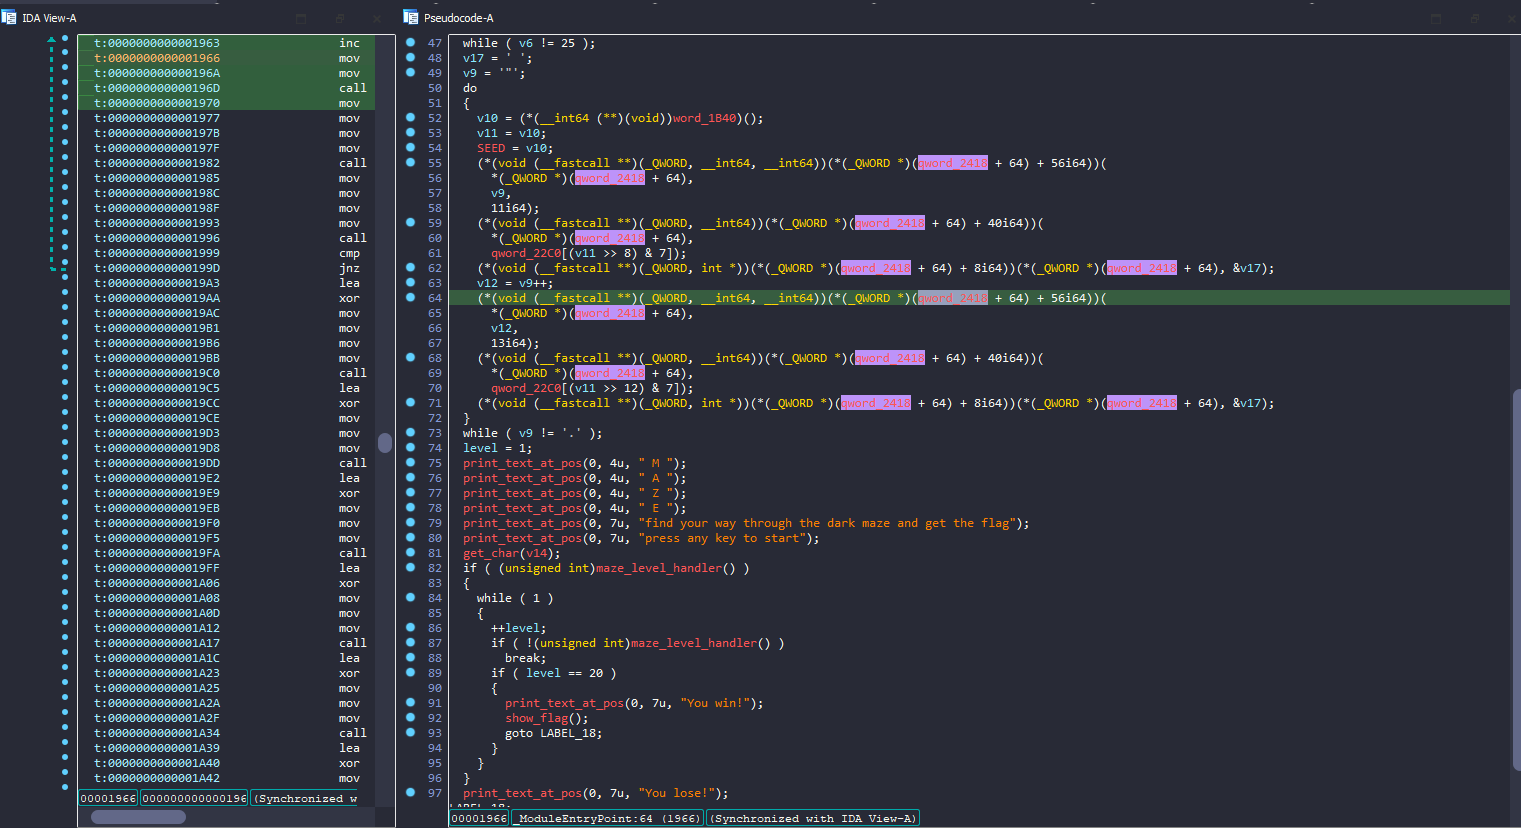 IDA View-A
t:0000000000001963 inc
t:0000000000001966 mov
t:000000000000196A mov
t:000000000000196D call
t:0000000000001970 mov
t:0000000000001977 mov
t:000000000000197B mov
t:000000000000197F mov
t:0000000000001982 call
t:0000000000001985 mov
t:000000000000198C mov
t:000000000000198F mov
t:0000000000001993 mov
t:0000000000001996 call
t:0000000000001999 cmp
t:000000000000199D jnz
t:00000000000019A3 lea
t:00000000000019AA xor
t:00000000000019AC mov
t:00000000000019B1 mov
t:00000000000019B6 mov
t:00000000000019BB mov
t:00000000000019C0 call
t:00000000000019C5 lea
t:00000000000019CC xor
t:00000000000019CE mov
t:00000000000019D3 mov
t:00000000000019D8 mov
t:00000000000019DD call
t:00000000000019E2 lea
t:00000000000019E9 xor
t:00000000000019EB mov
t:00000000000019F0 mov
t:00000000000019F5 mov
t:00000000000019FA call
t:00000000000019FF lea
t:0000000000001A06 xor
t:0000000000001A08 mov
t:0000000000001A0D mov
t:0000000000001A12 mov
t:0000000000001A17 call
t:0000000000001A1C lea
t:0000000000001A23 xor
t:0000000000001A25 mov
t:0000000000001A2A mov
t:0000000000001A2F mov
t:0000000000001A34 call
t:0000000000001A39 lea
t:0000000000001A40 xor
t:0000000000001A42 mov
00001966 000000000000196 (Synchronized w
Pseudocode-A
47 while ( v6 != 25 );
48 v17 = ' ';
49 v9 = '"';
50 do
51 {
52 v10 = (*(__int64 (**)(void))word_1B40)();
53 v11 = v10;
54 SEED = v10;
55 (*(void (__fastcall **)(_QWORD, __int64, __int64))(*(_QWORD *)(qword_2418 + 64) + 56i64))(
56 *(_QWORD *)(qword_2418 + 64),
57 v9,
58 11i64);
59 (*(void (__fastcall **)(_QWORD, __int64))(*(_QWORD *)(qword_2418 + 64) + 40i64))(
60 *(_QWORD *)(qword_2418 + 64),
61 qword_22C0[(v11 >> 8) & 7]);
62 (*(void (__fastcall **)(_QWORD, int *))(*(_QWORD *)(qword_2418 + 64) + 8i64))(*(_QWORD *)(qword_2418 + 64), &v17);
63 v12 = v9++;
64 (*(void (__fastcall **)(_QWORD, __int64, __int64))(*(_QWORD *)(qword_2418 + 64) + 56i64))(
65 *(_QWORD *)(qword_2418 + 64),
66 v12,
67 13i64);
68 (*(void (__fastcall **)(_QWORD, __int64))(*(_QWORD *)(qword_2418 + 64) + 40i64))(
69 *(_QWORD *)(qword_2418 + 64),
70 qword_22C0[(v11 >> 12) & 7]);
71 (*(void (__fastcall **)(_QWORD, int *))(*(_QWORD *)(qword_2418 + 64) + 8i64))(*(_QWORD *)(qword_2418 + 64), &v17);
72 }
73 while ( v9 != '.' );
74 level = 1;
75 print_text_at_pos(0, 4u, " M ");
76 print_text_at_pos(0, 4u, " A ");
77 print_text_at_pos(0, 4u, " Z ");
78 print_text_at_pos(0, 4u, " E ");
79 print_text_at_pos(0, 7u, "find your way through the dark maze and get the flag");
80 print_text_at_pos(0, 7u, "press any key to start");
81 get_char(v14);
82 if ( (unsigned int)maze_level_handler() )
83 {
84 while ( 1 )
85 {
86 ++level;
87 if ( !(unsigned int)maze_level_handler() )
88 break;
89 if ( level == 20 )
90 {
91 print_text_at_pos(0, 7u, "You win!");
92 show_flag();
93 goto LABEL_18;
94 }
95 }
96 }
97 print_text_at_pos(0, 7u, "You lose!");
00001966 _ModuleEntryPoint:64 (1966) (Synchronized with IDA View-A)